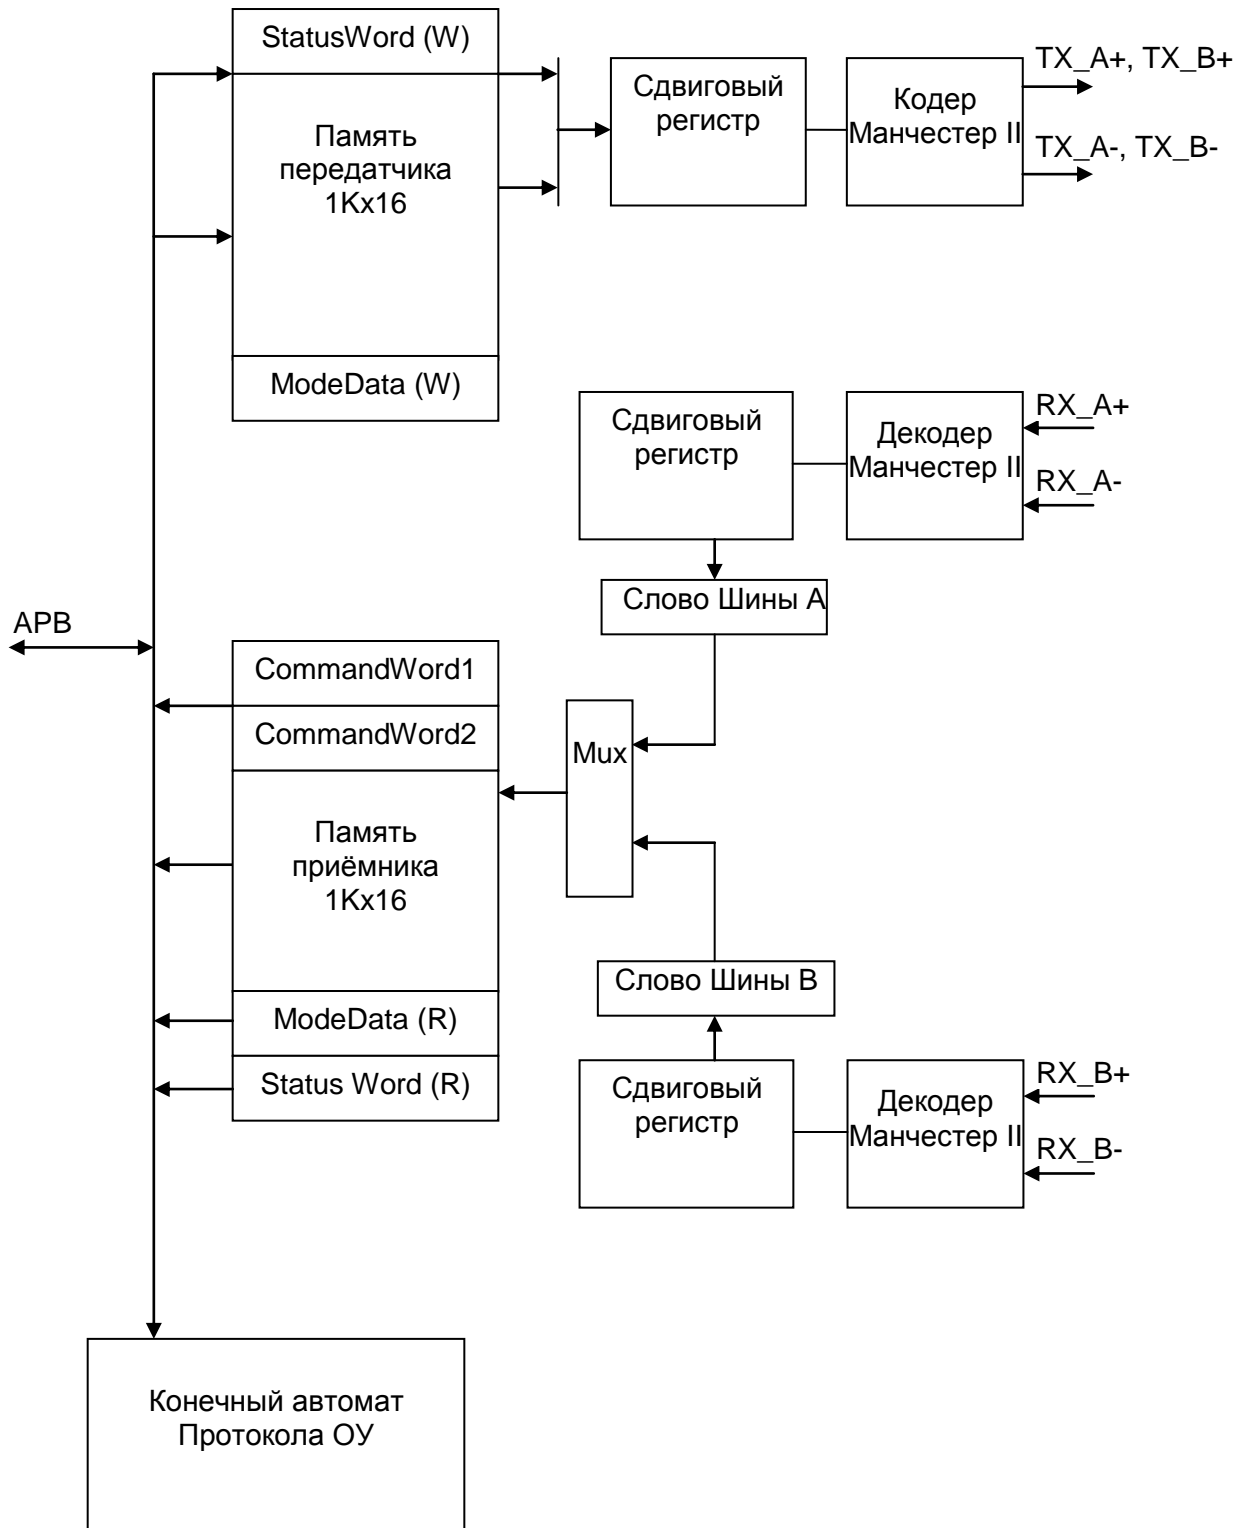 StatusWord (W)
Память
передатчика
1Kx16
ModeData (W)
Сдвиговый
регистр
Кодер
Манчестер II
TX_A+, TX_B+
TX_A-, TX_B-
Сдвиговый
регистр
Декодер
Манчестер II
RX_A+
RX_A-
Слово Шины А
APB
CommandWord1
CommandWord2
Память
приёмника
1Kx16
ModeData (R)
Status Word (R)
Mux
Слово Шины В
Сдвиговый
регистр
Декодер
Манчестер II
RX_B+
RX_B-
Конечный автомат
Протокола ОУ